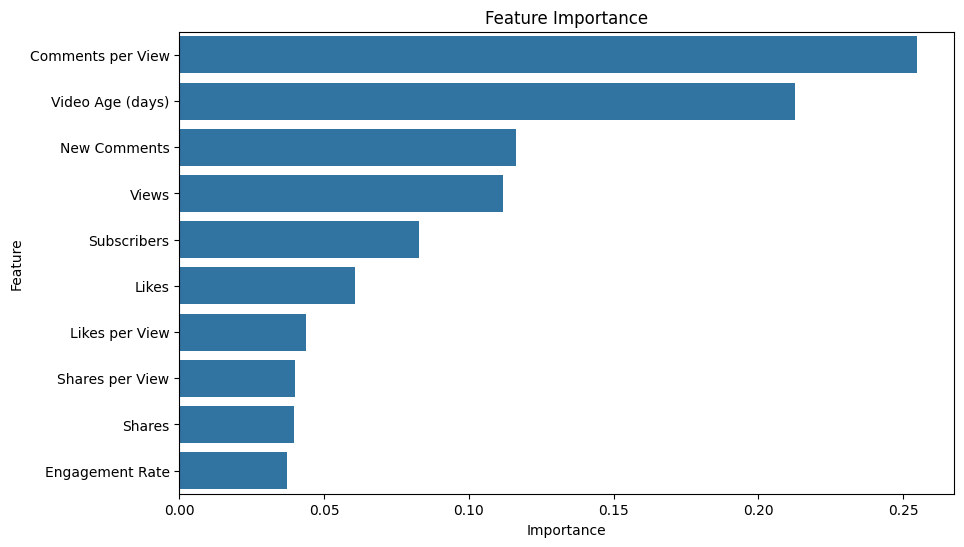 Feature Importance
Comments per View
Video Age (days)
New Comments
Views
Subscribers
Likes
Likes per View
Shares per View
Shares
Engagement Rate
Feature
0.00 0.05 0.10 0.15 0.20 0.25
Importance